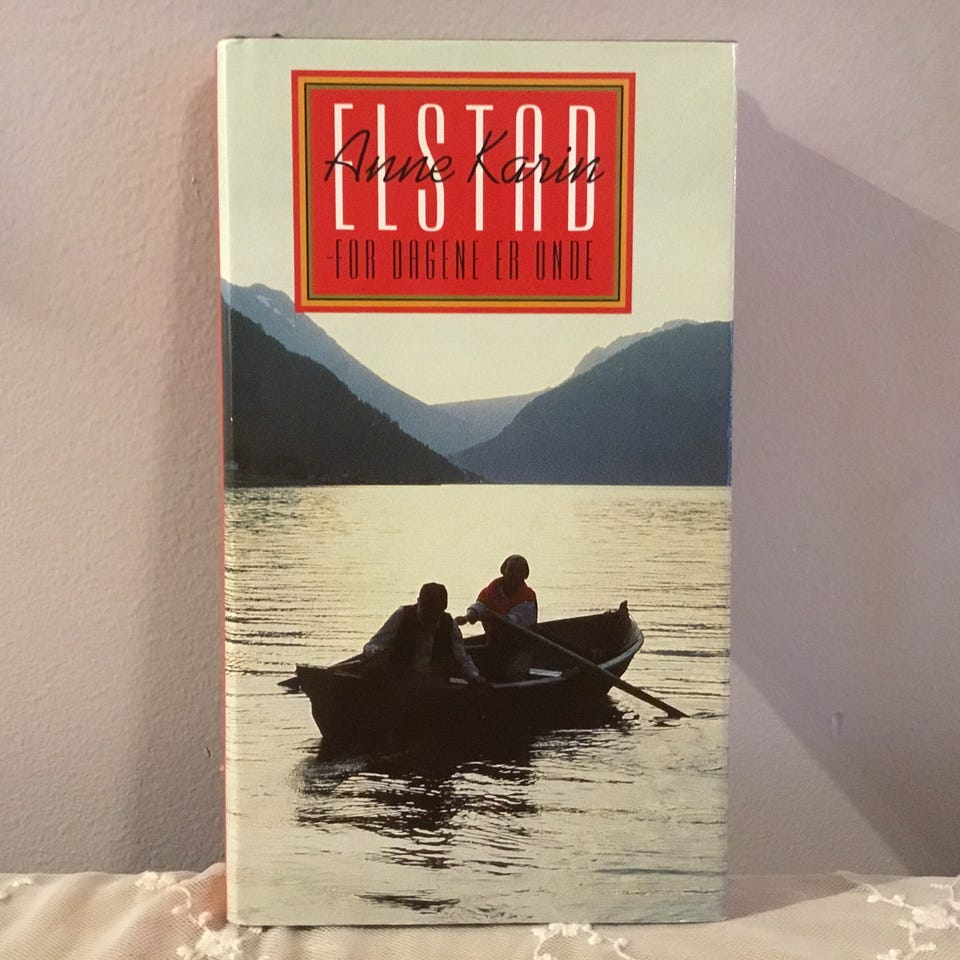 ELSTAD
Anne Karin
-FOR DAGENE ER ONDE